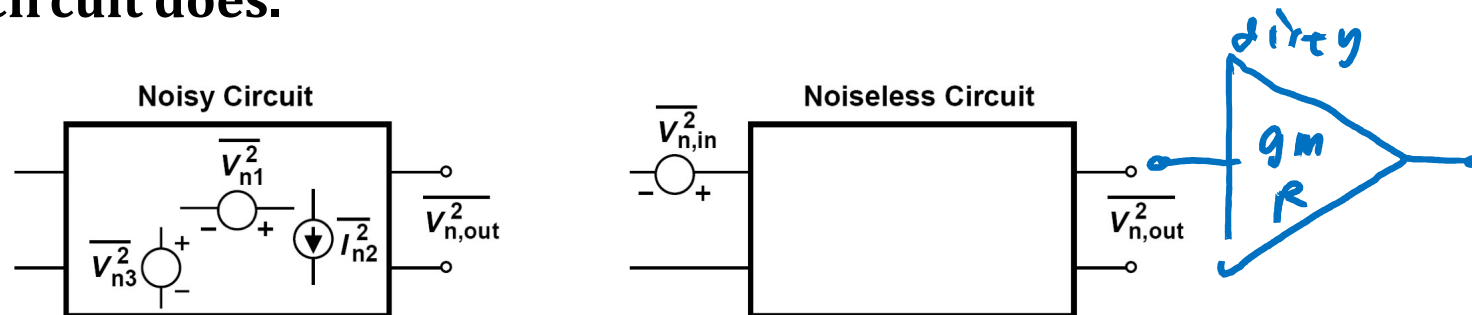 circuit does.
dirty
Noisy Circuit
Noiseless Circuit
V²n,in
V²n1
gm
R
V²n,out
V²n,out
I²n2
V²n3